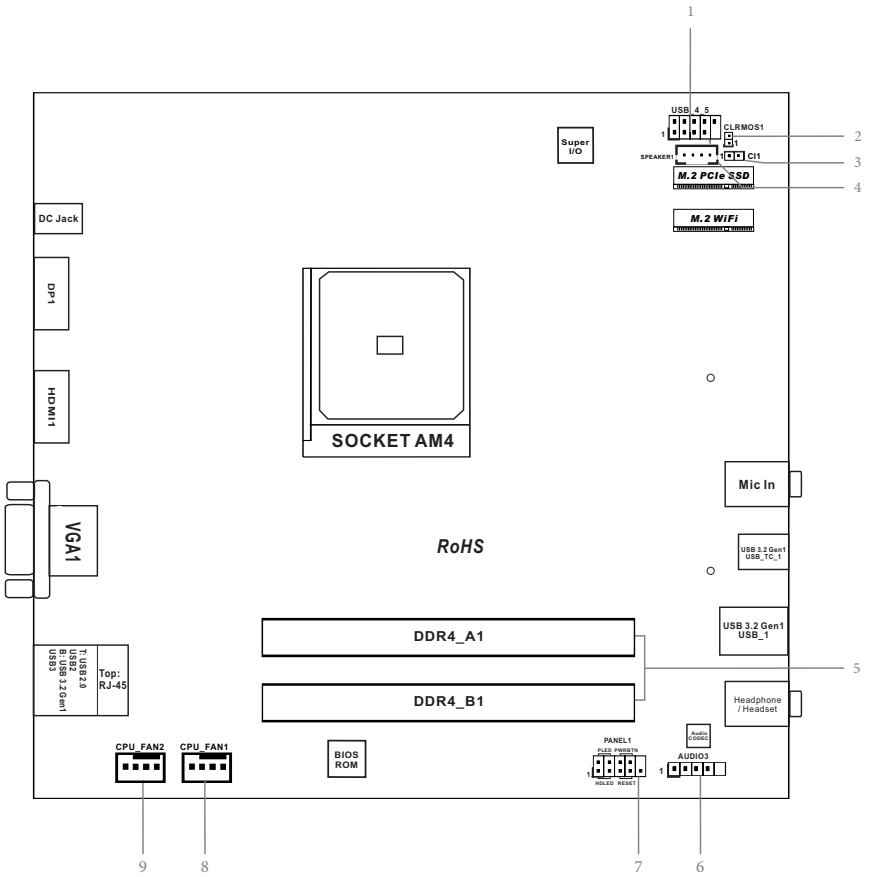 1
USB_4_5
CLRMOS1
1
1
2
Super
I/O
SPEAKER1
1
CI1
3
4
M.2 PCIe SSD
M.2 WiFi
DC Jack
DP1
HDMI1
SOCKET AM4
Mic In
VGA1
RoHS
USB 3.2 Gen1
USB_TC_1
USB 3.2 Gen1
USB_1
DDR4_A1
5
DDR4_B1
T: USB 2.0
USB2
B: USB 3.2 Gen1
USB3
Top:
RJ-45
Headphone
/ Headset
CPU_FAN2
CPU_FAN1
BIOS
ROM
PANEL1
PLED PWRBTN
1
HDLED RESET
Audio
CODEC
AUDIO3
1
9
8
7
6